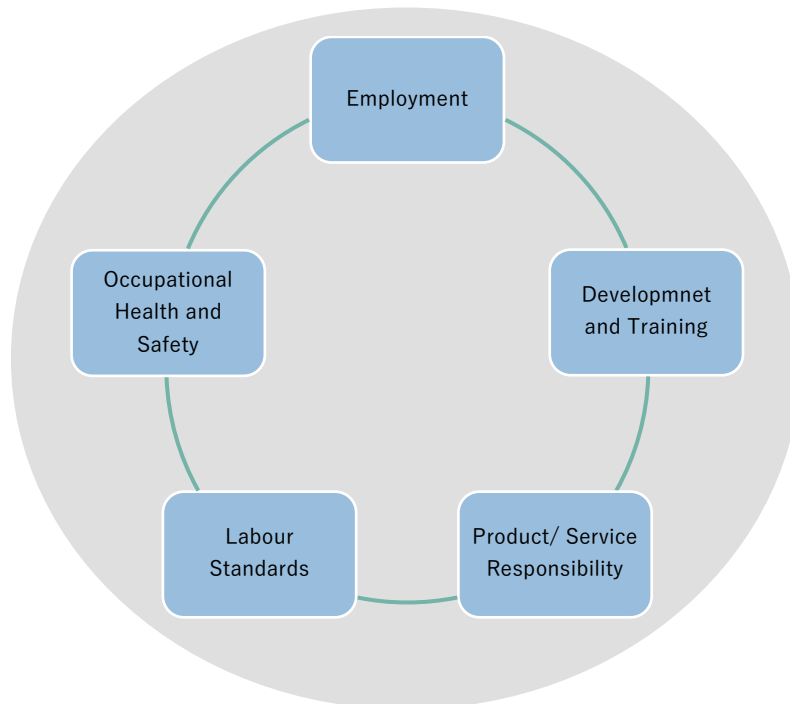 Employment
Occupational
Health and
Safety
Developmnet
and Training
Labour
Standards
Product/ Service
Responsibility